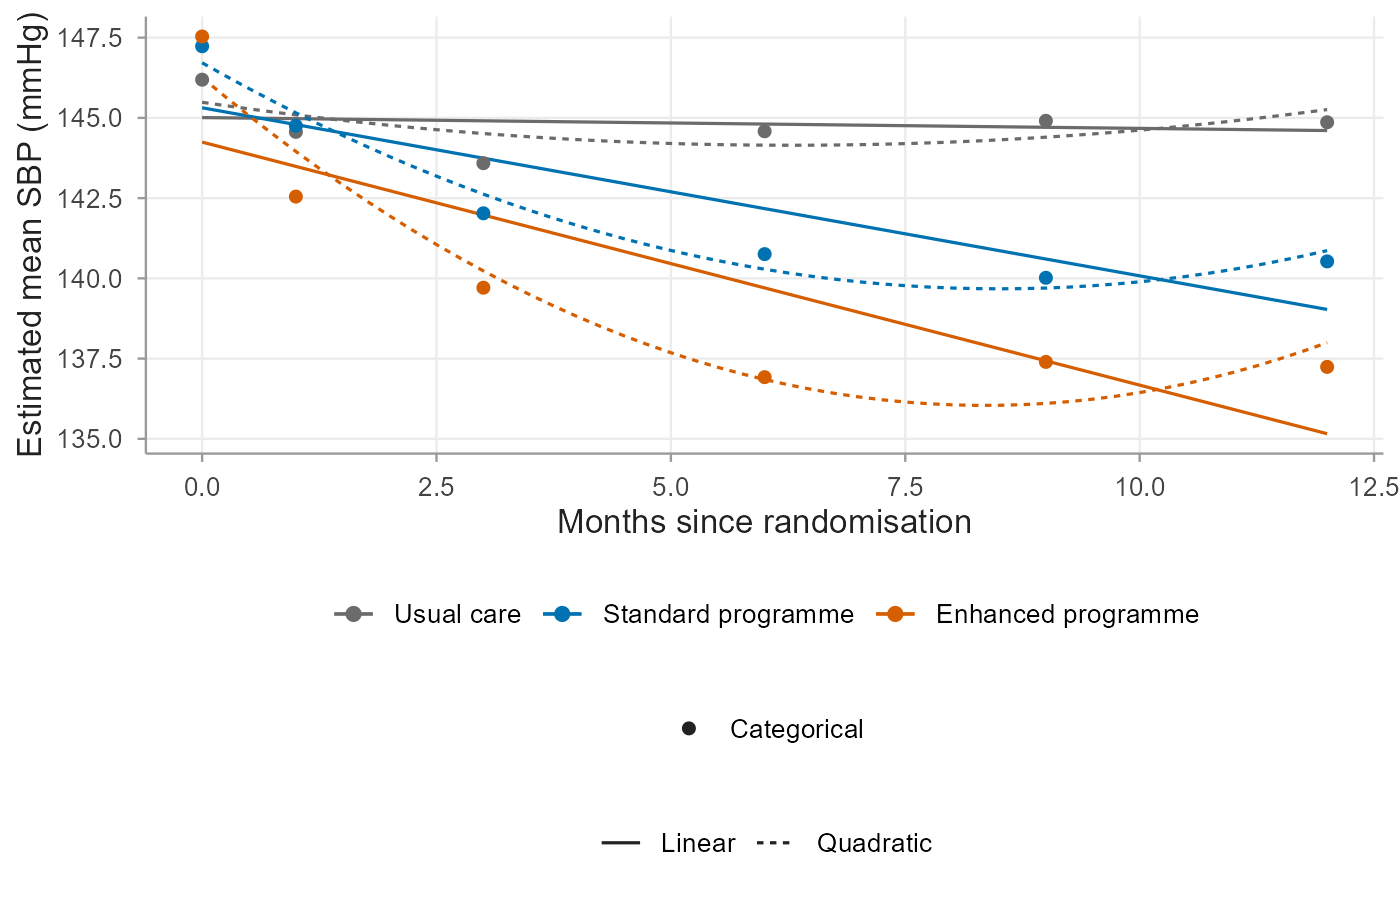 Estimated mean SBP (mmHg)
147.5
145.0
142.5
140.0
137.5
135.0
0.0 2.5 5.0 7.5 10.0 12.5
Months since randomisation
Usual care Standard programme Enhanced programme
Categorical
Linear Quadratic